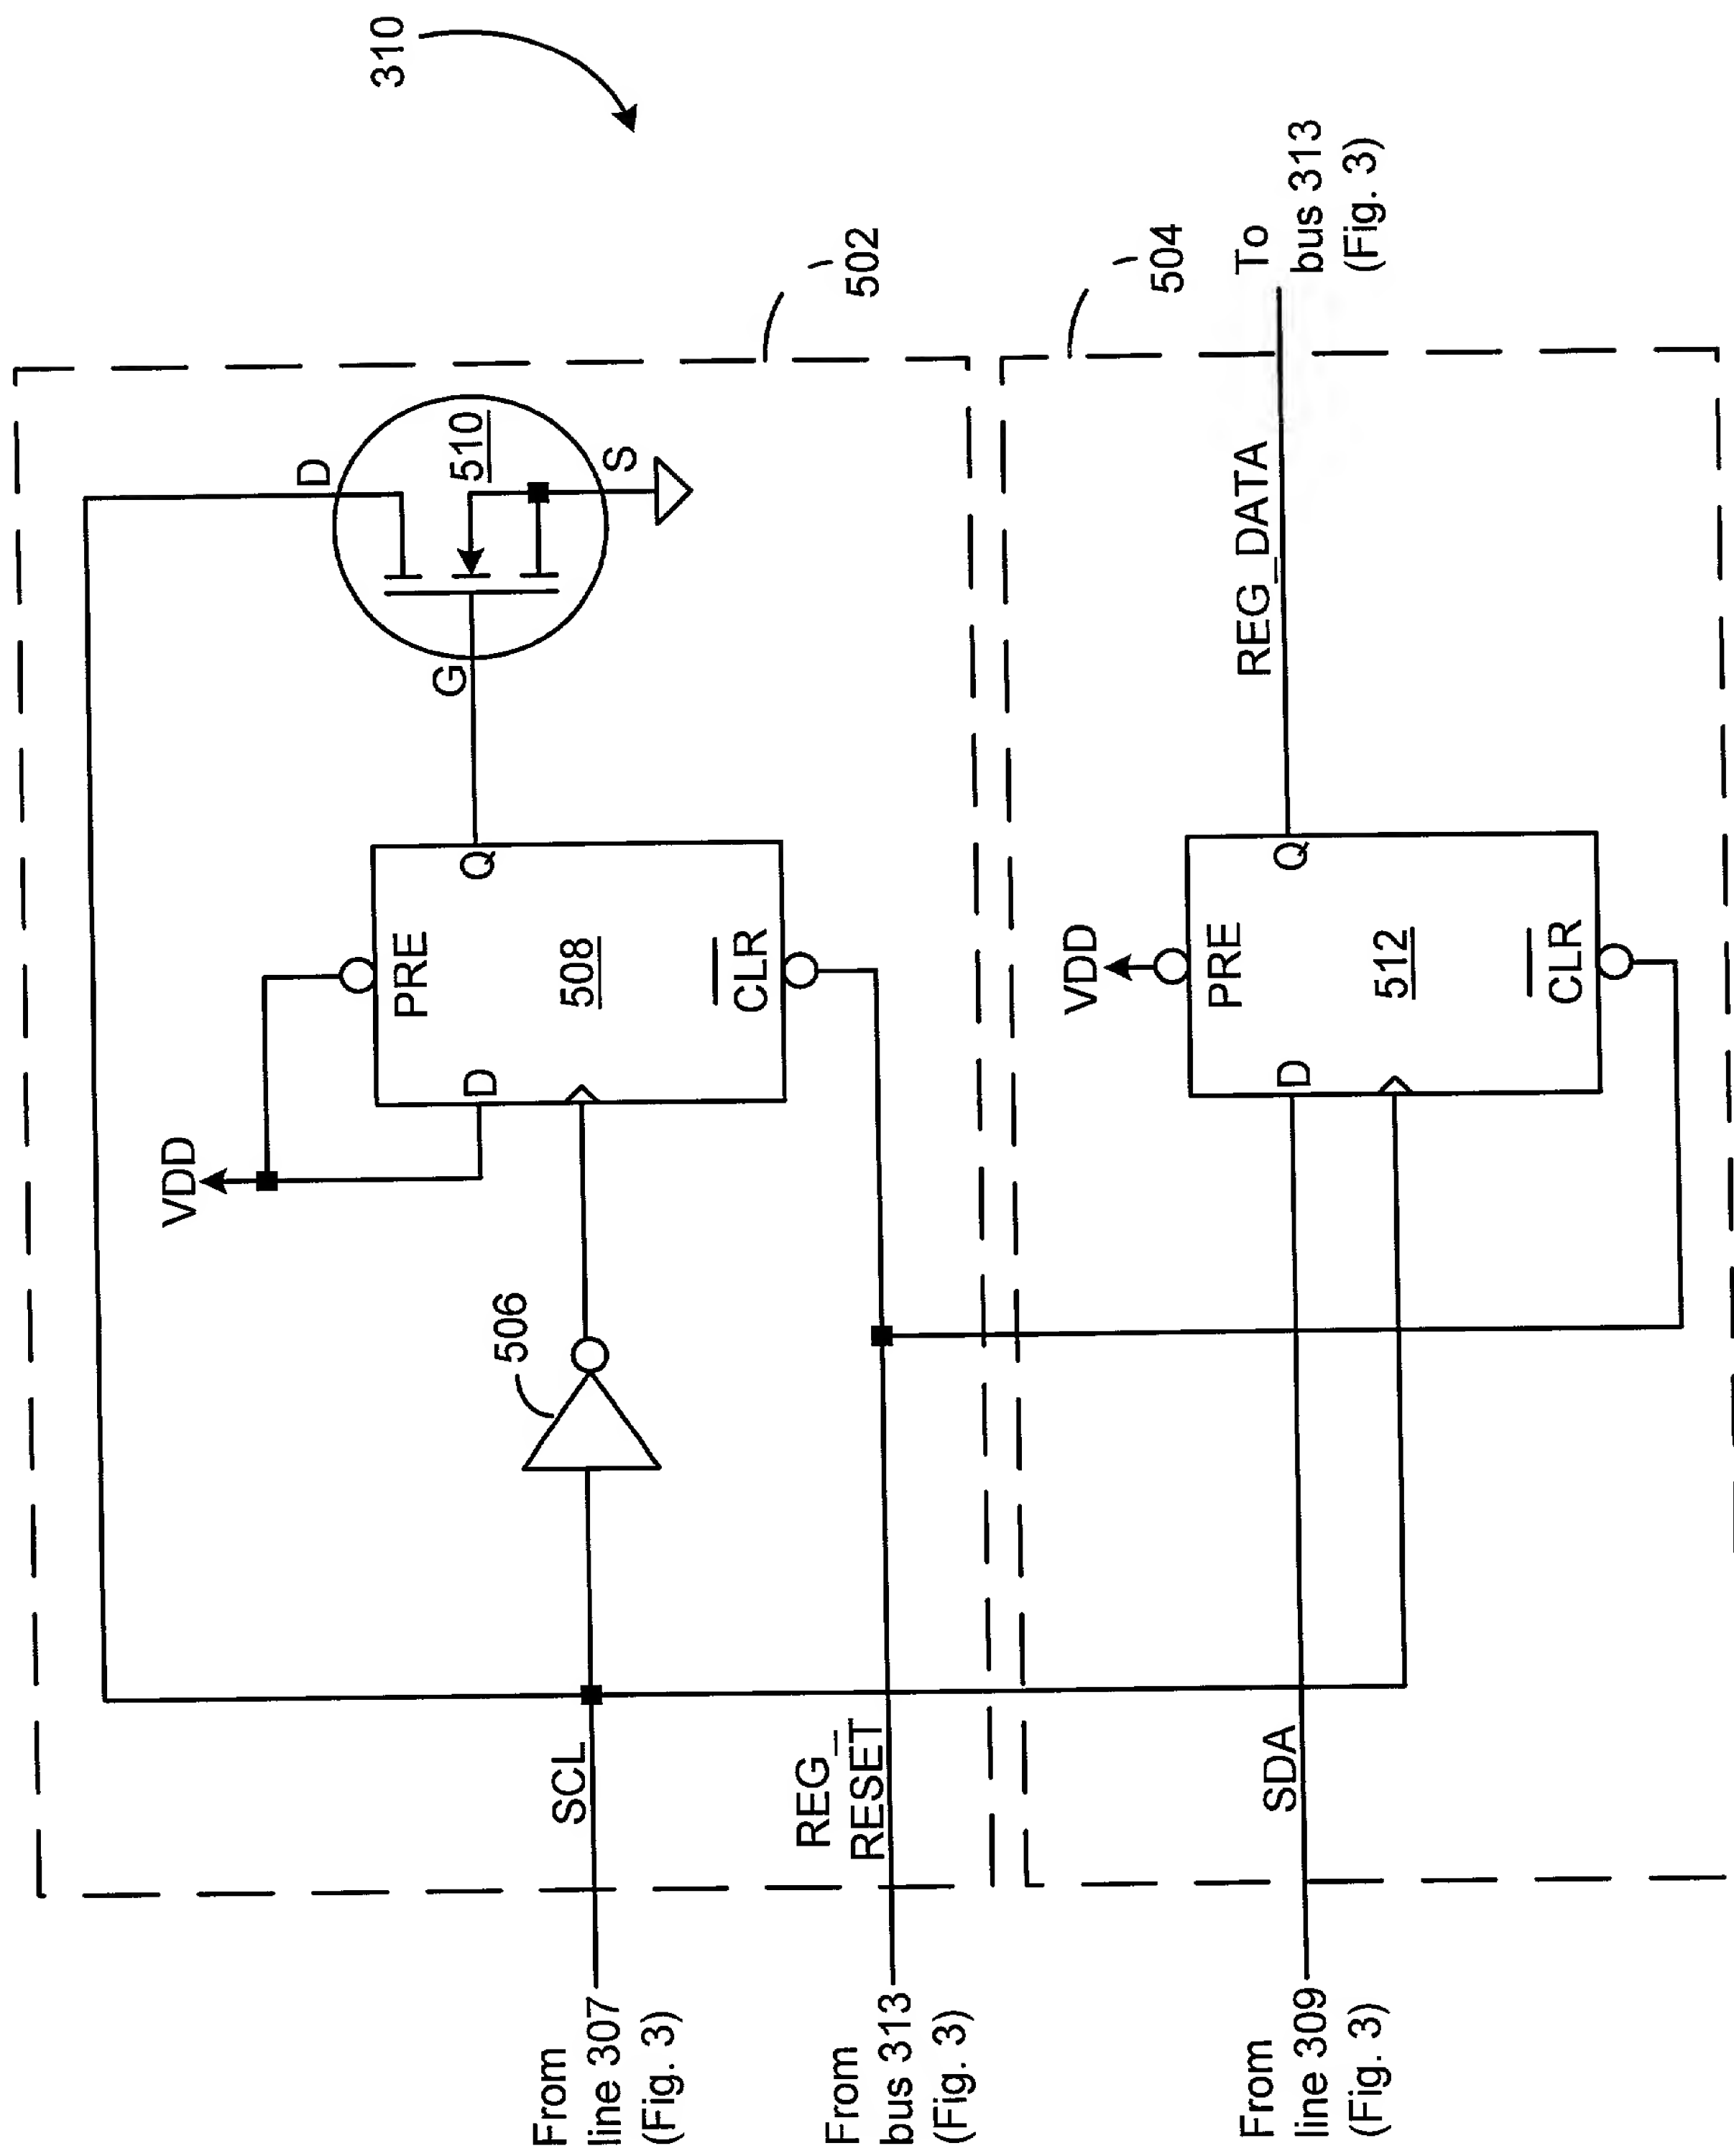 310
502
D
510
S
G
VDD
PRE
Q
508
D
CLR
506
SCL
REG_
RESET
From
line 307
(Fig. 3)
From
bus 313
(Fig. 3)
504
VDD
PRE
Q
512
D
CLR
REG_DATA
To
bus 313
(Fig. 3)
SDA
From
line 309
(Fig. 3)